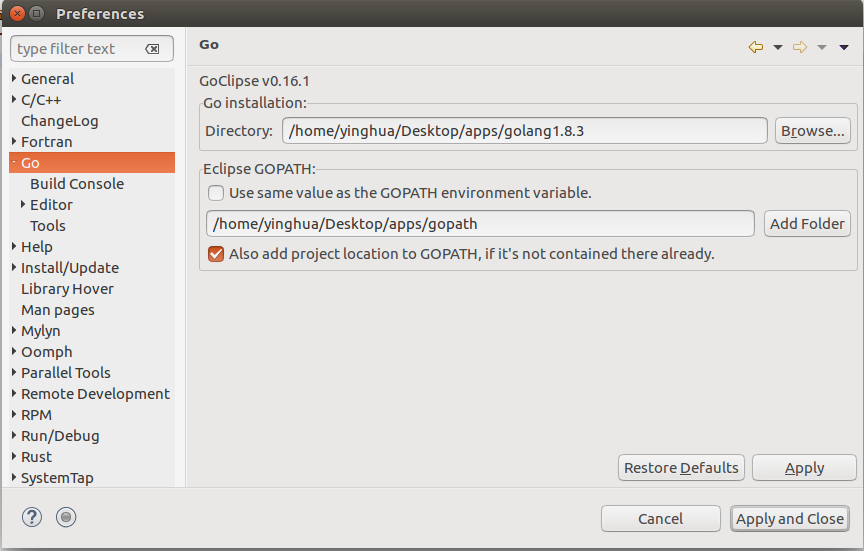 Preferences
type filter text
General
C/C++
ChangeLog
Fortran
Go
Build Console
Editor
Tools
Help
Install/Update
Library Hover
Man pages
Mylyn
Oomph
Parallel Tools
Remote Development
RPM
Run/Debug
Rust
SystemTap
Go
GoClipse v0.16.1
Go installation:
Directory: /home/yinghua/Desktop/apps/golang1.8.3 Browse...
Eclipse GOPATH:
Use same value as the GOPATH environment variable.
/home/yinghua/Desktop/apps/gopath Add Folder
Also add project location to GOPATH, if it's not contained there already.
Restore Defaults Apply
? Cancel Apply and Close